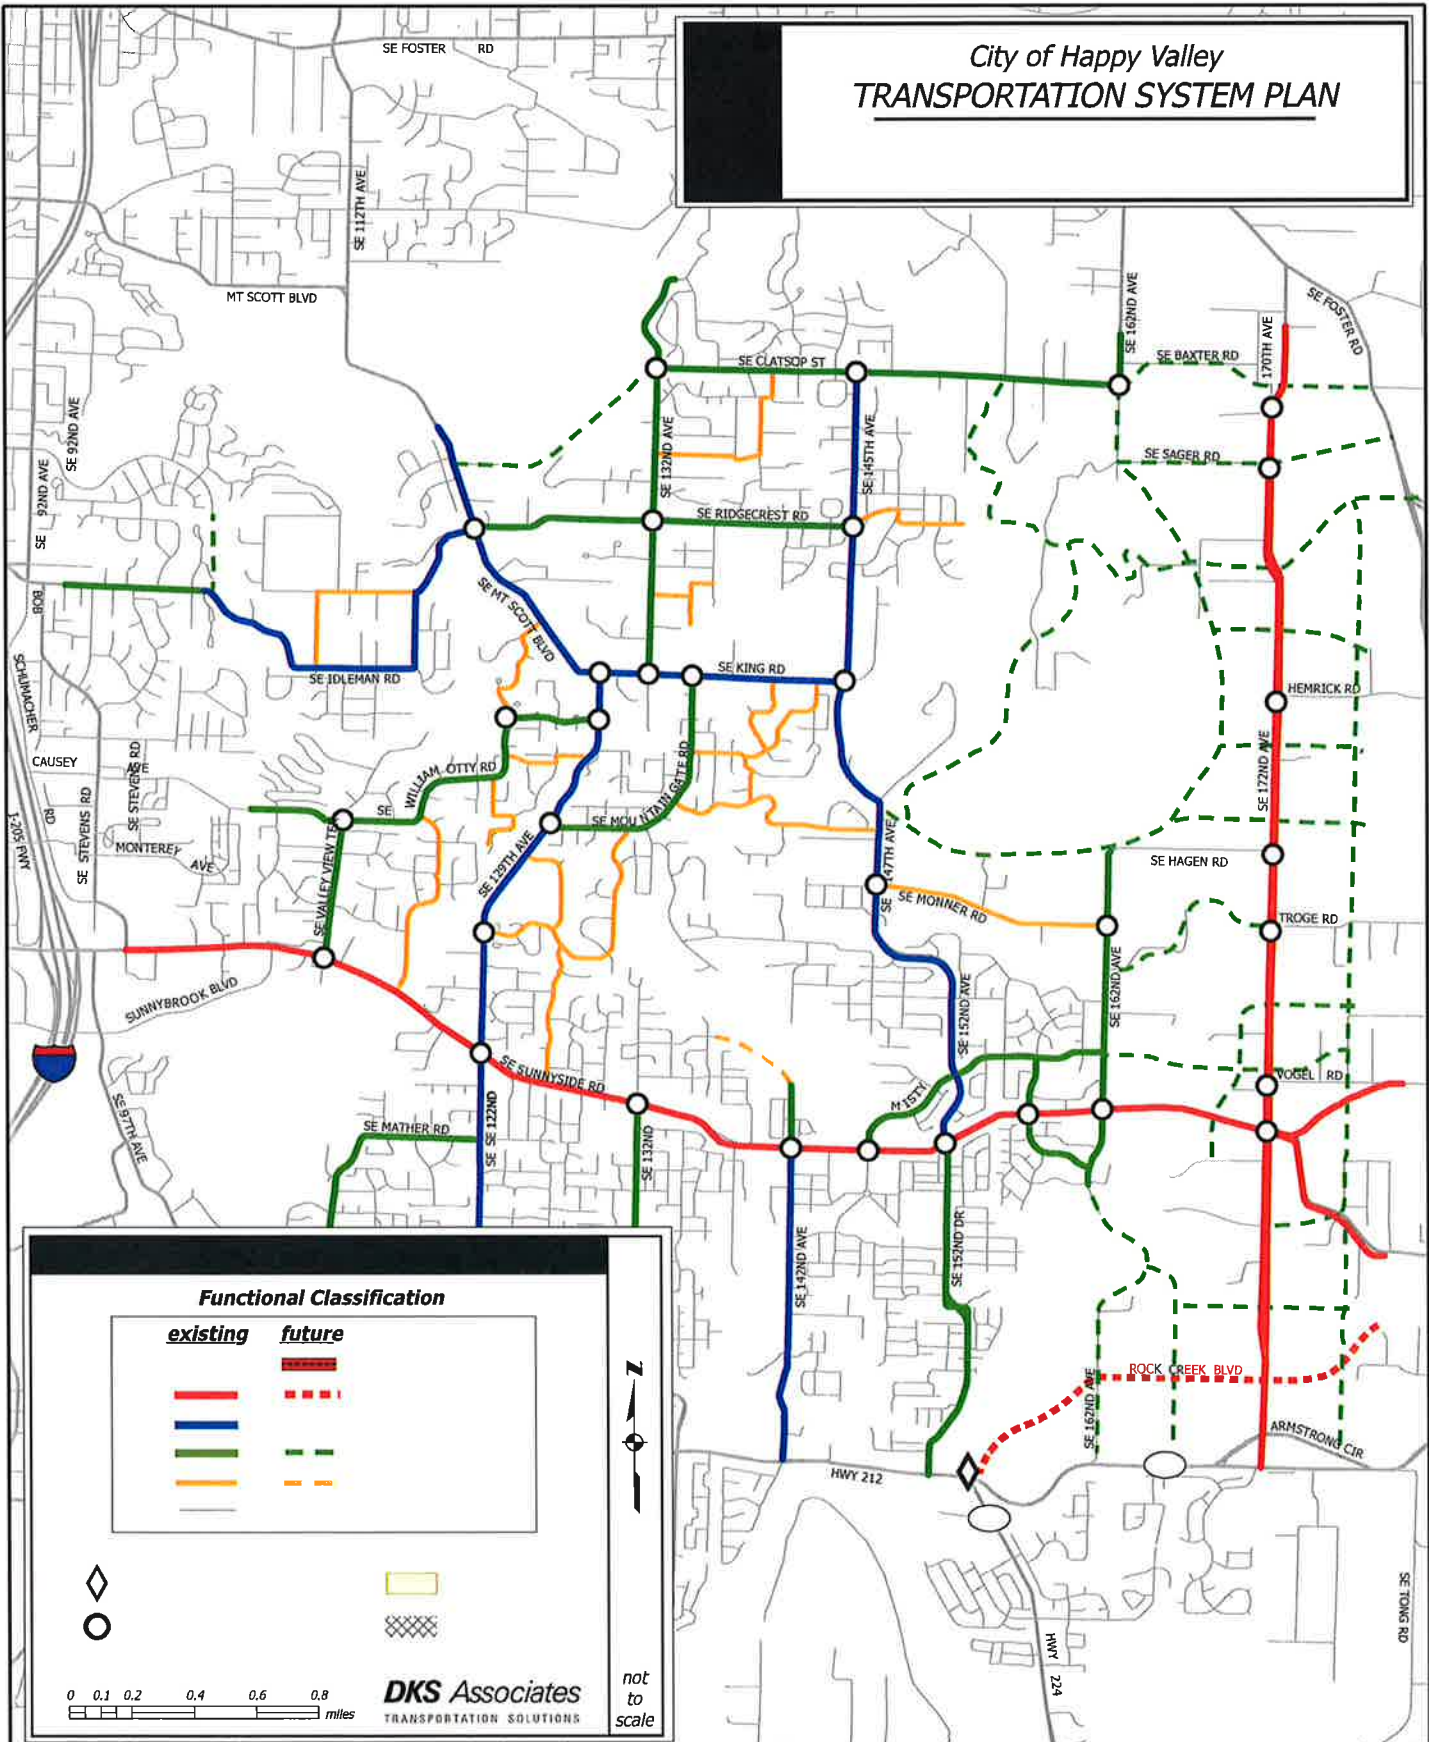 City of Happy Valley
TRANSPORTATION SYSTEM PLAN
SE FOSTER RD
SE 112TH AVE
MT SCOTT BLVD
SE FOSTER RD
SE 162ND AVE
170TH AVE
SE BAXTER RD
SE CLATSOP ST
SE 92ND AVE
SE 92ND AVE
SE 132ND AVE
SE 145TH AVE
SE SAGER RD
SE RIDGECREST RD
SE MT SCOTT BLVD
BOB
SCHUMACHER
RD
SE IDLEMAN RD
SE KING RD
HEMRICK RD
CAUSEY
AVE
SE STEVENS RD
SE STEVENS RD
WILLIAM OTTY RD
SE
SE MOUNTAIN GATE RD
SE 172ND AVE
I-205 FWY
MONTEREY AVE
SE VALLEY VIEW TER
SE 129TH AVE
SE 147TH AVE
SE HAGEN RD
SE MONNER RD
TROGE RD
SUNNYBROOK BLVD
SE 152ND AVE
SE 162ND AVE
SE SUNNYSIDE RD
VOGEL RD
MISTY
SE 97TH AVE
SE MATHER RD
SE SE 122ND
SE 132ND
SE 142ND AVE
SE 152ND DR
ROCK CREEK BLVD
SE 162ND AVE
ARMSTRONG CIR
HWY 212
HWY 224
SE TONG RD
Functional Classification
existing future
N
0 0.1 0.2 0.4 0.6 0.8
miles
DKS Associates
TRANSPORTATION SOLUTIONS
not
to
scale